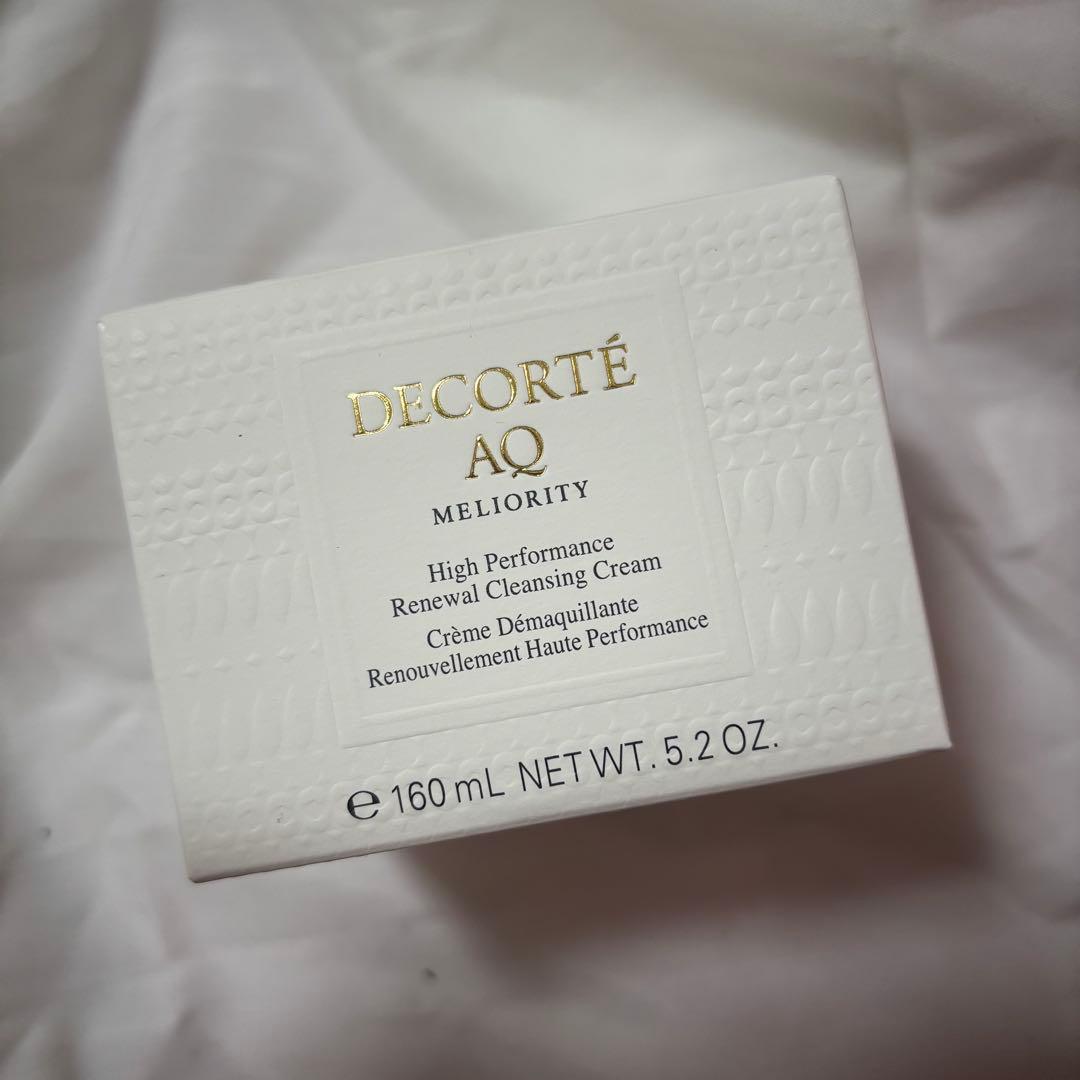 DECORTÉ
AQ
MELIORITY
High Performance
Renewal Cleansing Cream
Crème Démaquillante
Renouvellement Haute Performance
℮ 160 mL NET WT. 5.2 OZ.